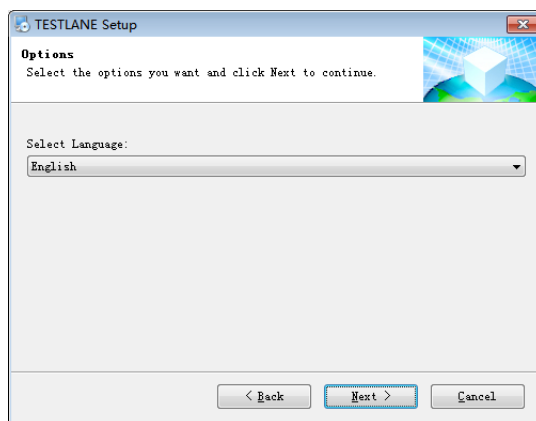 TESTLANE Setup
Options
Select the options you want and click Next to continue.
Select Language:
English
< Back
Next >
Cancel